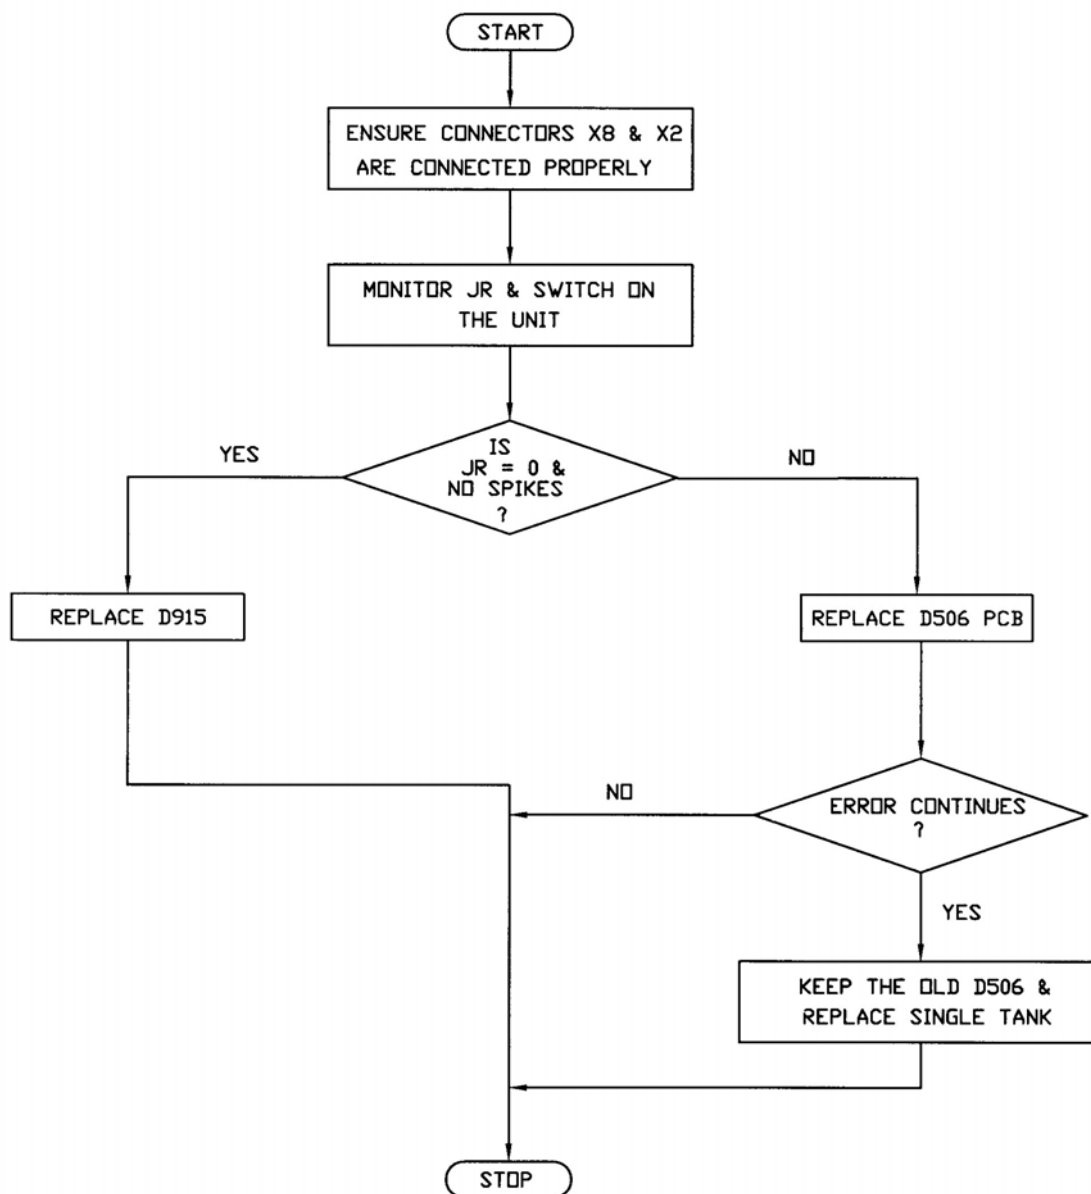 START
ENSURE CONNECTORS X8 & X2
ARE CONNECTED PROPERLY
MONITOR JR & SWITCH ON
THE UNIT
IS
JR = 0 &
NO SPIKES
?
YES
NO
REPLACE D915
REPLACE D506 PCB
ERROR CONTINUES
?
NO
YES
KEEP THE OLD D506 &
REPLACE SINGLE TANK
STOP